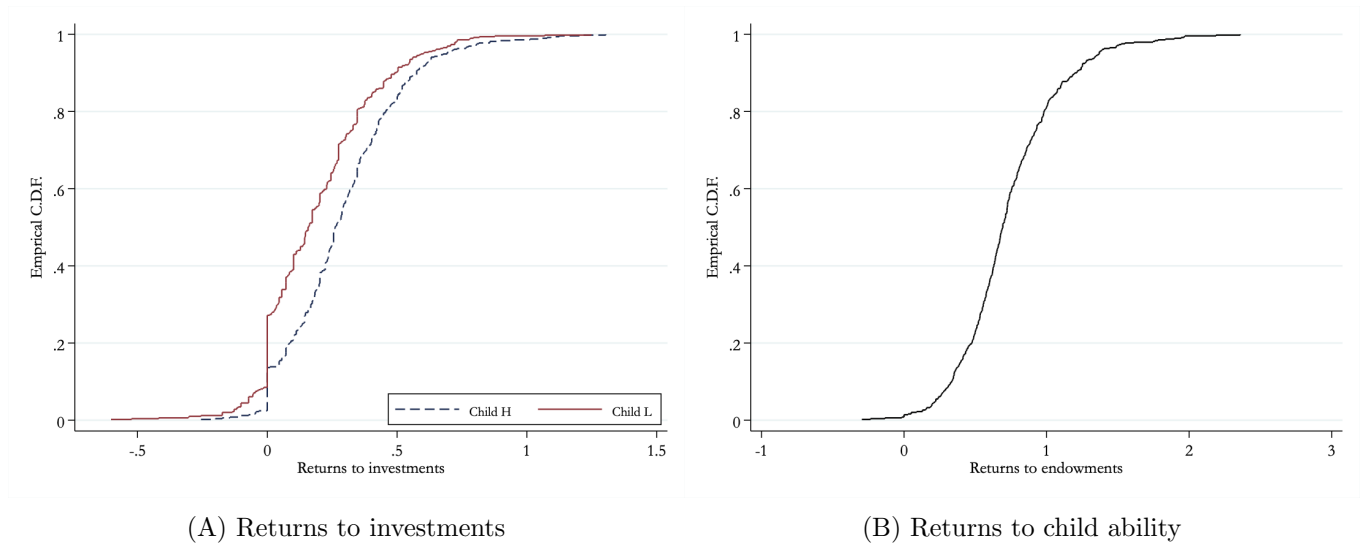 1
.8
.6
.4
.2
0
Emprical C.D.F.
-.5
0
.5
1
1.5
Returns to investments
Child H
Child L
(A) Returns to investments
1
.8
.6
.4
.2
0
Emprical C.D.F.
-1
0
1
2
3
Returns to endowments
(B) Returns to child ability